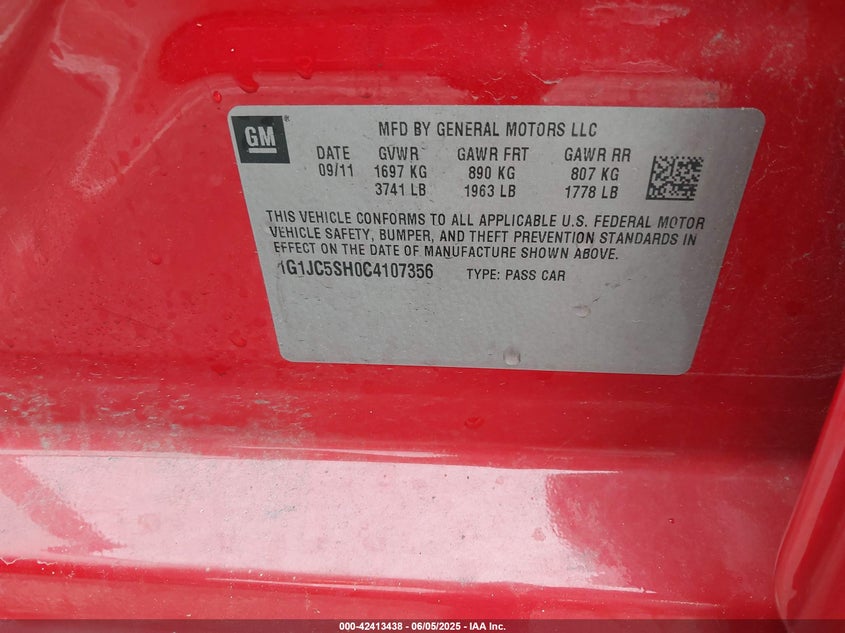 GM®
MFD BY GENERAL MOTORS LLC
DATE GVWR GAWR FRT GAWR RR
09/11 1697 KG 890 KG 807 KG
3741 LB 1963 LB 1778 LB
THIS VEHICLE CONFORMS TO ALL APPLICABLE U.S. FEDERAL MOTOR
VEHICLE SAFETY, BUMPER, AND THEFT PREVENTION STANDARDS IN
EFFECT ON THE DATE OF MANUFACTURE SHOWN ABOVE.
1G1JC5SH0C4107356 TYPE: PASS CAR
000-42413438 - 06/05/2025 - IAA Inc.